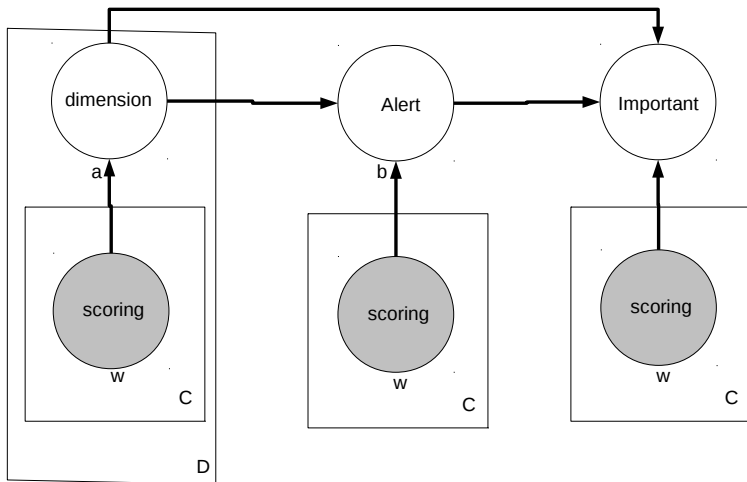 dimension
Alert
Important
a
b
scoring
scoring
scoring
w
w
w
C
C
C
D